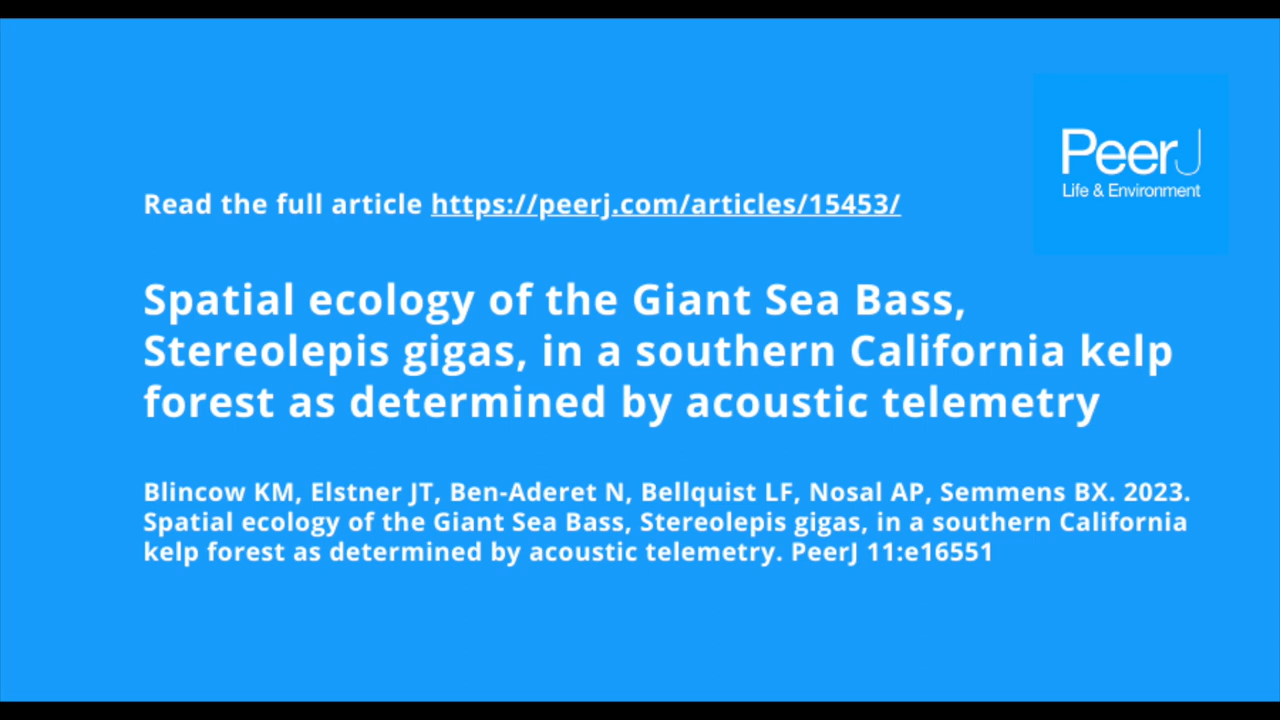 PeerJ
Life & Environment
Read the full article https://peerj.com/articles/15453/
Spatial ecology of the Giant Sea Bass,
Stereolepis gigas, in a southern California kelp
forest as determined by acoustic telemetry
Blincow KM, Elstner JT, Ben-Aderet N, Bellquist LF, Nosal AP, Semmens BX. 2023.
Spatial ecology of the Giant Sea Bass, Stereolepis gigas, in a southern California
kelp forest as determined by acoustic telemetry. PeerJ 11:e16551